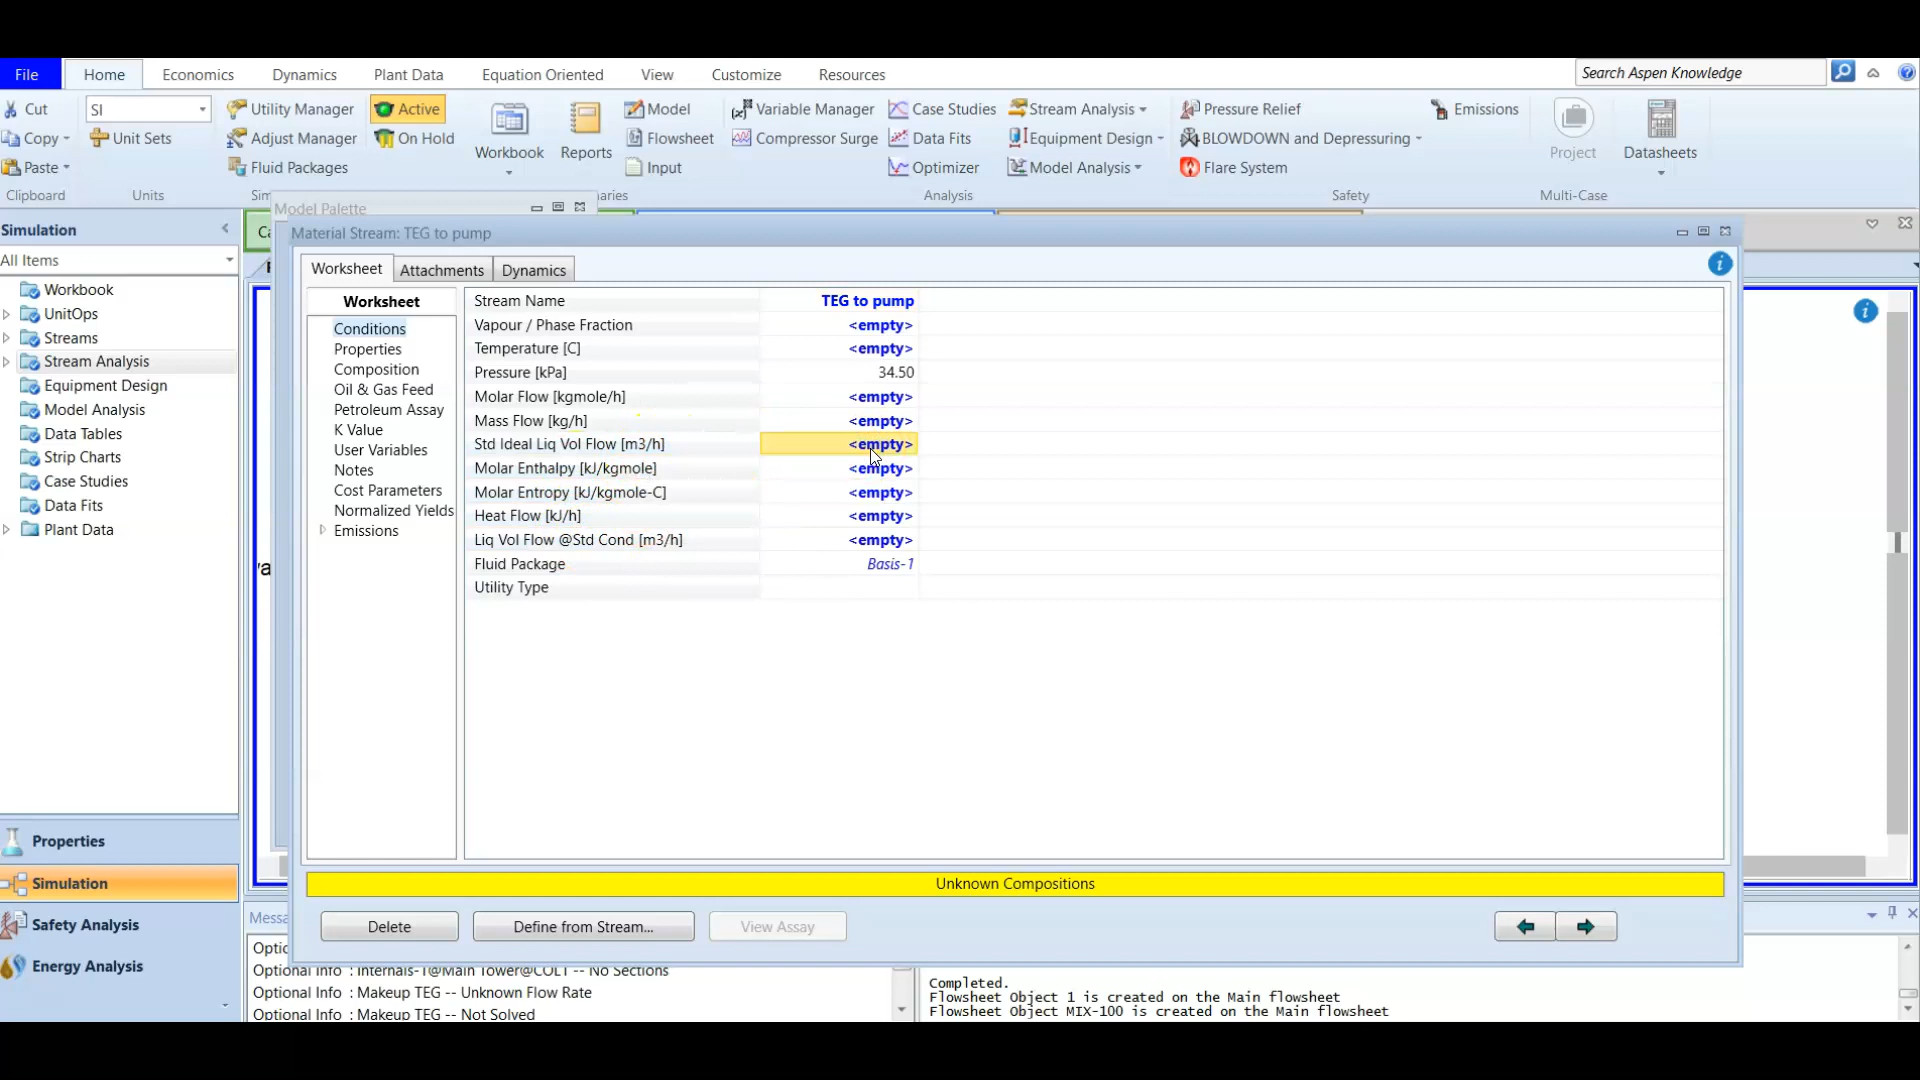 File Home Economics Dynamics Plant Data Equation Oriented View Customize Resources Search Aspen Knowledge
Cut SI Utility Manager Active Model Variable Manager Case Studies Stream Analysis Pressure Relief Emissions
Copy Unit Sets Adjust Manager On Hold Workbook Reports Flowsheet Compressor Surge Data Fits Equipment Design BLOWDOWN and Depressuring Project Datasheets
Paste Fluid Packages Input Optimizer Model Analysis Flare System
Clipboard Units Analysis Safety Multi-Case
Model Palette
Simulation
All Items
Workbook
UnitOps
Streams
Stream Analysis
Equipment Design
Model Analysis
Data Tables
Strip Charts
Case Studies
Data Fits
Plant Data
Properties
Simulation
Safety Analysis
Energy Analysis
Material Stream: TEG to pump
Worksheet Attachments Dynamics
Worksheet
Conditions
Properties
Composition
Oil & Gas Feed
Petroleum Assay
K Value
User Variables
Notes
Cost Parameters
Normalized Yields
Emissions
Stream Name TEG to pump
Vapour / Phase Fraction <empty>
Temperature [C] <empty>
Pressure [kPa] 34.50
Molar Flow [kgmole/h] <empty>
Mass Flow [kg/h] <empty>
Std Ideal Liq Vol Flow [m3/h] <empty>
Molar Enthalpy [kJ/kgmole] <empty>
Molar Entropy [kJ/kgmole-C] <empty>
Heat Flow [kJ/h] <empty>
Liq Vol Flow @Std Cond [m3/h] <empty>
Fluid Package Basis-1
Utility Type
Unknown Compositions
Delete Define from Stream... View Assay
Optional Info : Makeup TEG -- Unknown Flow Rate
Optional Info : Makeup TEG -- Not Solved
Completed.
Flowsheet Object 1 is created on the Main flowsheet
Flowsheet Object MIX-100 is created on the Main flowsheet